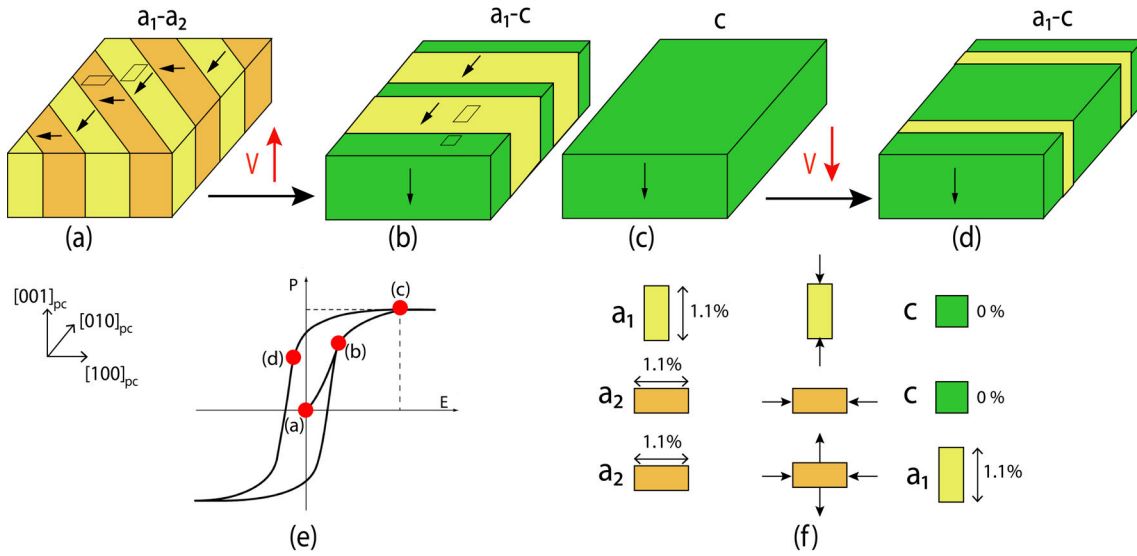 a₁-a₂
a₁-c
c
a₁-c
V
V
(a)
(b)
(c)
(d)
[001]pc
[010]pc
[100]pc
P
(c)
(d)
(b)
(a)
E
(e)
a₁
1.1%
c
0 %
1.1%
a₂
c
0 %
1.1%
a₂
a₁
1.1%
(f)